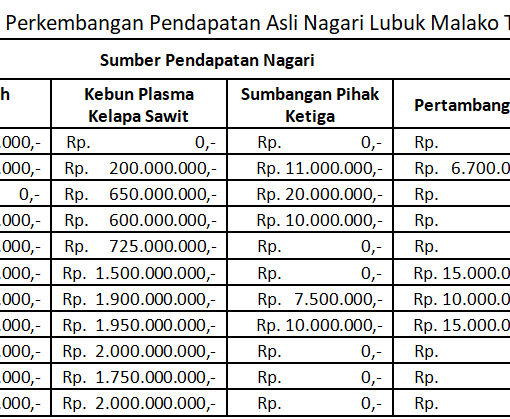 Perkembangan Pendapatan Asli Nagari Lubuk Malako T
Sumber Pendapatan Nagari
h Kebun Plasma Kelapa Sawit Sumbangan Pihak Ketiga Pertambang
.000,- Rp. 0,- Rp. 0,- Rp.
.000,- Rp. 200.000.000,- Rp. 11.000.000,- Rp. 6.700.0
0,- Rp. 650.000.000,- Rp. 20.000.000,- Rp.
.000,- Rp. 600.000.000,- Rp. 10.000.000,- Rp.
.000,- Rp. 725.000.000,- Rp. 0,- Rp.
.000,- Rp. 1.500.000.000,- Rp. 0,- Rp. 15.000.0
.000,- Rp. 1.900.000.000,- Rp. 7.500.000,- Rp. 10.000.0
.000,- Rp. 1.950.000.000,- Rp. 10.000.000,- Rp. 15.000.0
.000,- Rp. 2.000.000.000,- Rp. 0,- Rp.
.000,- Rp. 1.750.000.000,- Rp. 0,- Rp.
.000,- Rp. 2.000.000.000,- Rp. 0,- Rp.